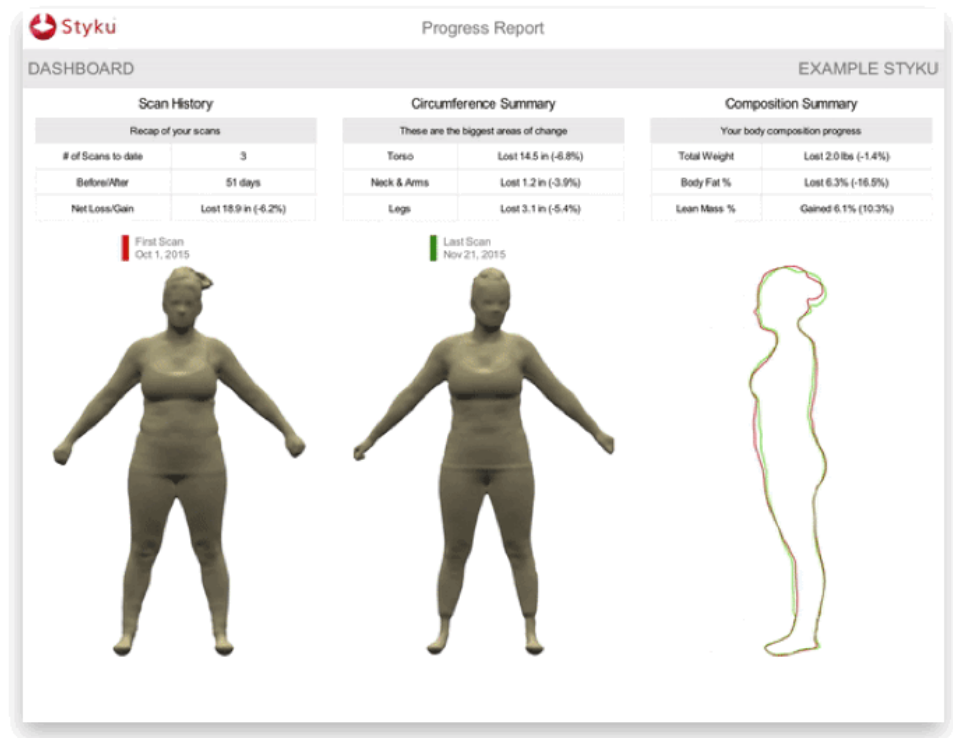 Styku
Progress Report
DASHBOARD
EXAMPLE STYKU
Scan History
Recap of your scans
# of Scans to date 3
Before/After 51 days
Net Loss/Gain Lost 18.9 in (-6.2%)
Circumference Summary
These are the biggest areas of change
Torso Lost 14.5 in (-6.8%)
Neck & Arms Lost 1.2 in (-3.9%)
Legs Lost 3.1 in (-5.4%)
Composition Summary
Your body composition progress
Total Weight Lost 2.0 lbs (-1.4%)
Body Fat % Lost 6.3% (-16.5%)
Lean Mass % Gained 6.1% (10.3%)
First Scan
Oct 1, 2015
Last Scan
Nov 21, 2015